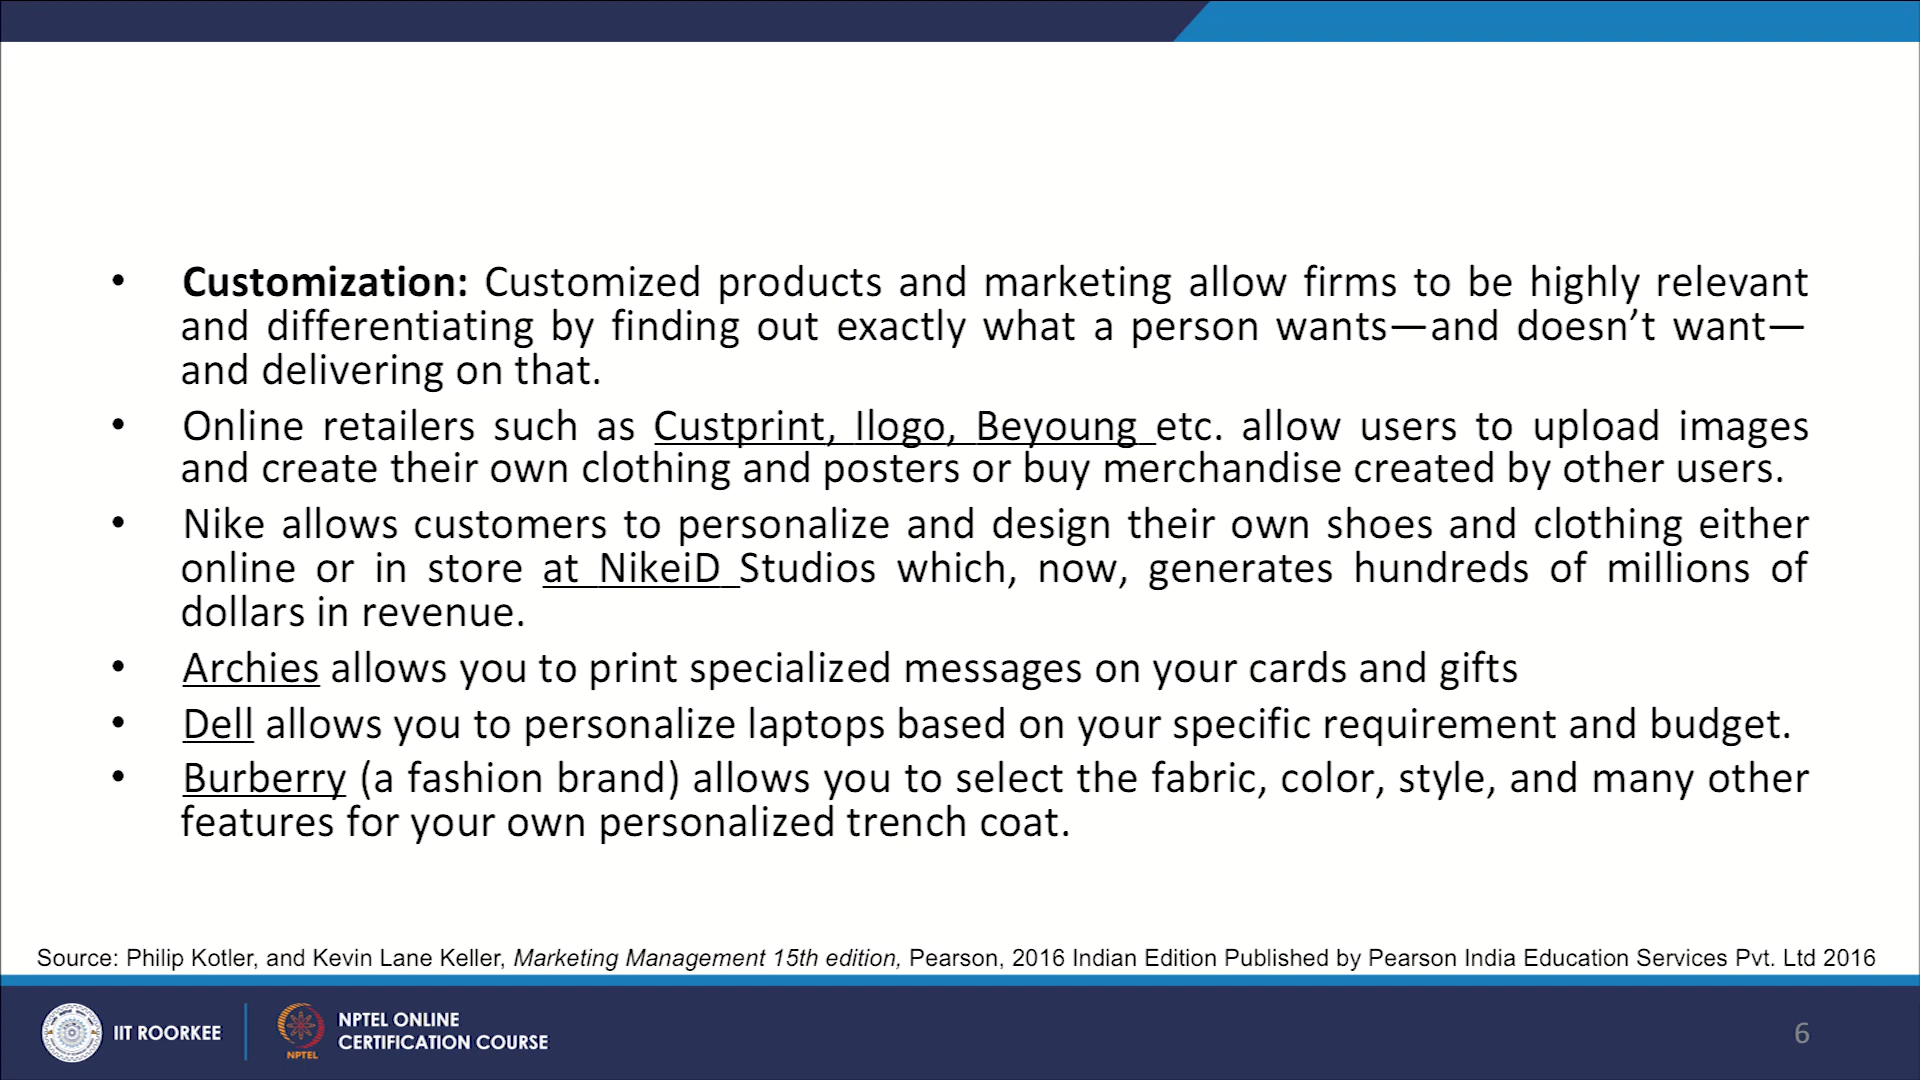 • Customization: Customized products and marketing allow firms to be highly relevant
and differentiating by finding out exactly what a person wants—and doesn’t want—
and delivering on that.
• Online retailers such as Custprint, Ilogo, Beyoung etc. allow users to upload images
and create their own clothing and posters or buy merchandise created by other users.
• Nike allows customers to personalize and design their own shoes and clothing either
online or in store at NikeiD Studios which, now, generates hundreds of millions of
dollars in revenue.
• Archies allows you to print specialized messages on your cards and gifts
• Dell allows you to personalize laptops based on your specific requirement and budget.
• Burberry (a fashion brand) allows you to select the fabric, color, style, and many other
features for your own personalized trench coat.
Source: Philip Kotler, and Kevin Lane Keller, Marketing Management 15th edition, Pearson, 2016 Indian Edition Published by Pearson India Education Services Pvt. Ltd 2016
IIT ROORKEE
NPTEL
NPTEL ONLINE
CERTIFICATION COURSE
6